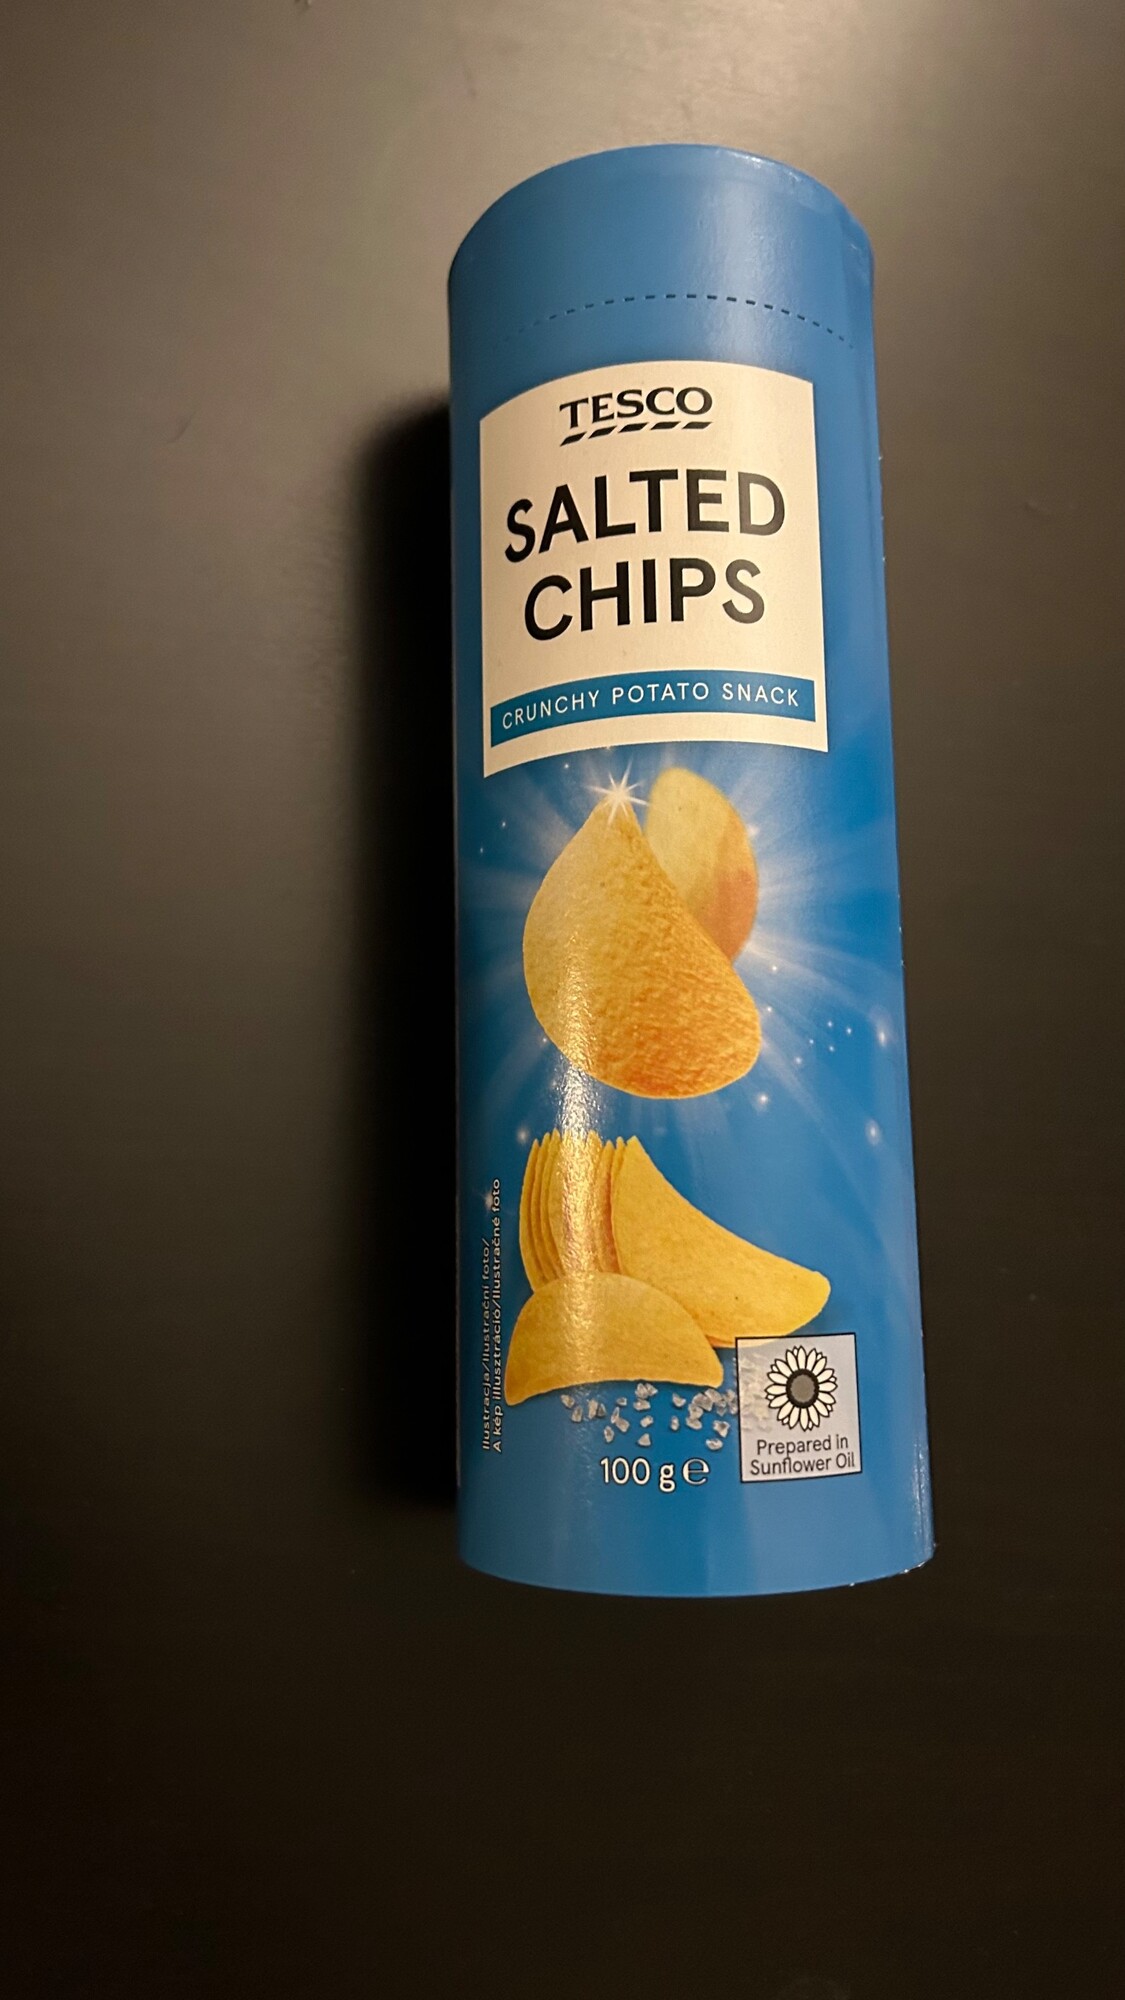 TESCO
SALTED
CHIPS
CRUNCHY POTATO SNACK
Ilustracja/Ilustrační foto/
A kép illusztráció/Ilustračné foto
100 g ℮
Prepared in
Sunflower Oil